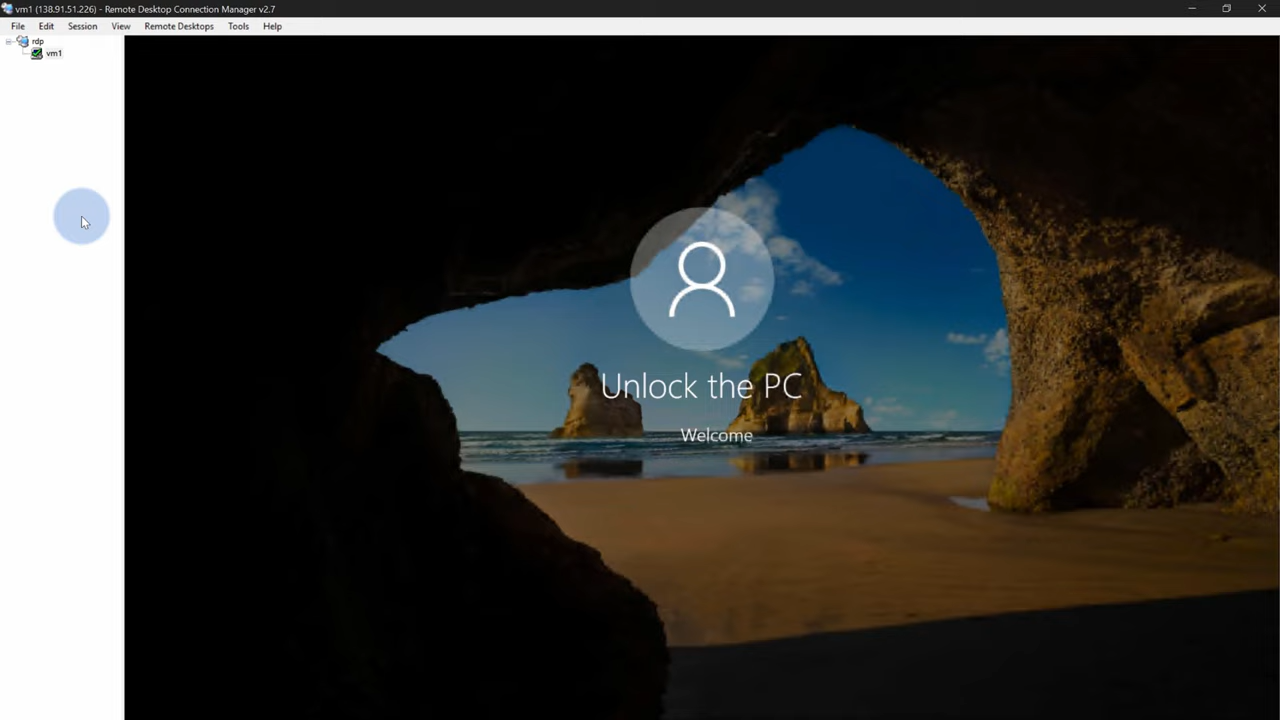 vm1 (138.91.51.226) - Remote Desktop Connection Manager v2.7
File Edit Session View Remote Desktops Tools Help
rdp
vm1
Unlock the PC
Welcome